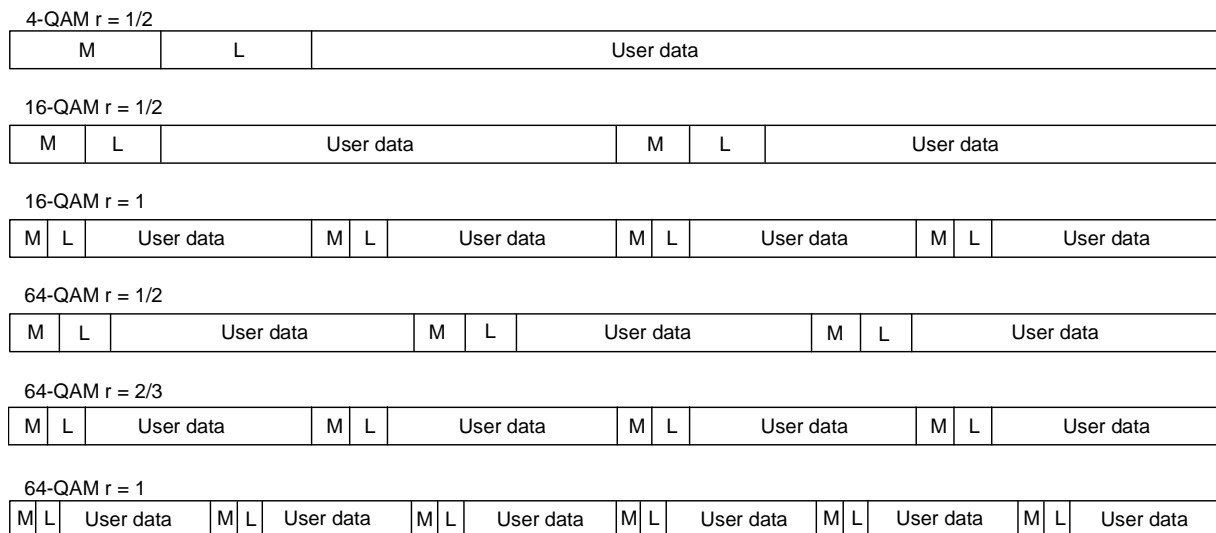 4-QAM r = 1/2
M L User data
16-QAM r = 1/2
M L User data M L User data
16-QAM r = 1
M L User data M L User data M L User data M L User data
64-QAM r = 1/2
M L User data M L User data M L User data
64-QAM r = 2/3
M L User data M L User data M L User data M L User data
64-QAM r = 1
M L User data M L User data M L User data M L User data M L User data M L User data